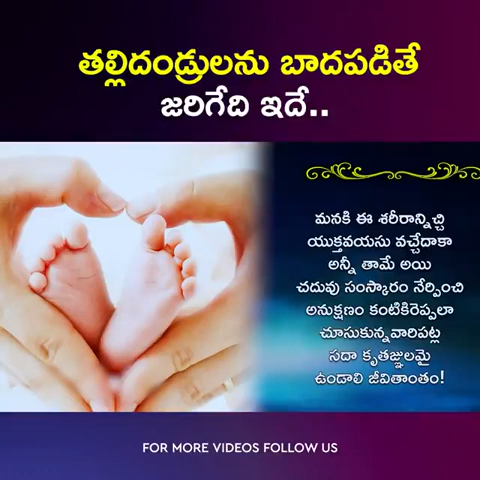 తల్లిదండ్రులను బాదపడితే
జరిగేది ఇదే..
మనకి ఈ శరీరాన్నిచ్చి
యుక్తవయసు వచ్చేదాకా
అన్నీ తామే అయి
చదువు సంస్కారం నేర్పించి
అనుక్షణం కంటికిరెప్పలా
చూసుకున్నవారిపట్ల
సదా కృతజ్ఞులమై
ఉండాలి జీవితాంతం!
FOR MORE VIDEOS FOLLOW US